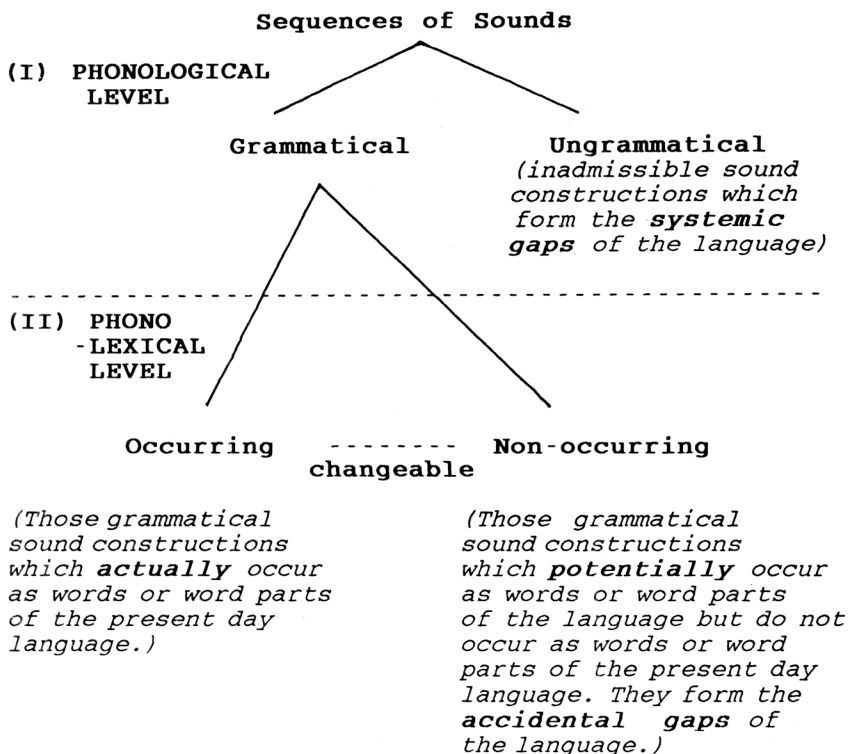 Sequences of Sounds
(I) PHONOLOGICAL
LEVEL
Grammatical
Ungrammatical
(inadmissible sound
constructions which
form the systemic
gaps of the language)
(II) PHONO
-LEXICAL
LEVEL
Occurring -------- Non-occurring
changeable
(Those grammatical
sound constructions
which actually occur
as words or word parts
of the present day
language.)
(Those grammatical
sound constructions
which potentially occur
as words or word parts
of the language but do not
occur as words or word
parts of the present day
language. They form the
accidental gaps of
the language.)